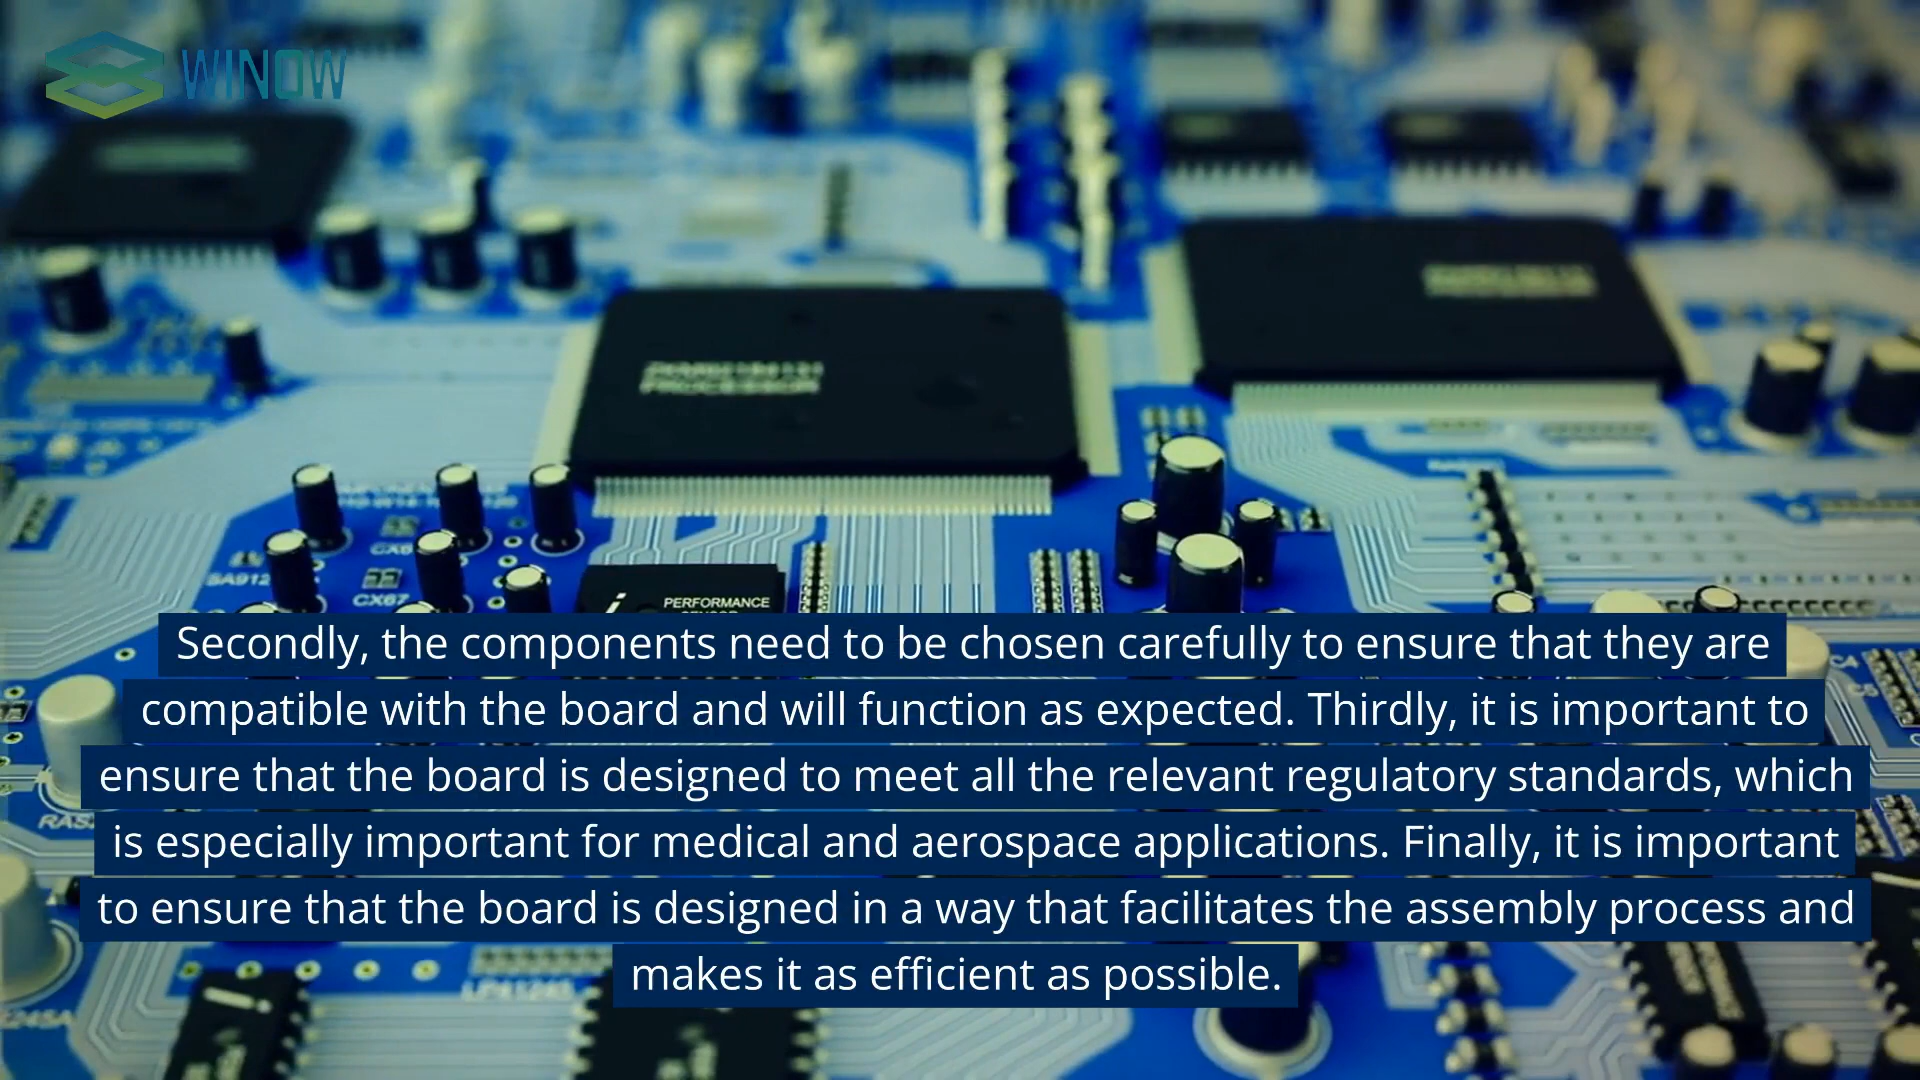 WINOW
PROCESSOR
PERFORMANCE
CX67
Secondly, the components need to be chosen carefully to ensure that they are
compatible with the board and will function as expected. Thirdly, it is important to
ensure that the board is designed to meet all the relevant regulatory standards, which
is especially important for medical and aerospace applications. Finally, it is important
to ensure that the board is designed in a way that facilitates the assembly process and
makes it as efficient as possible.